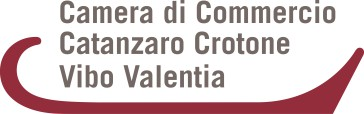 Camera di Commercio
Catanzaro Crotone
Vibo Valentia